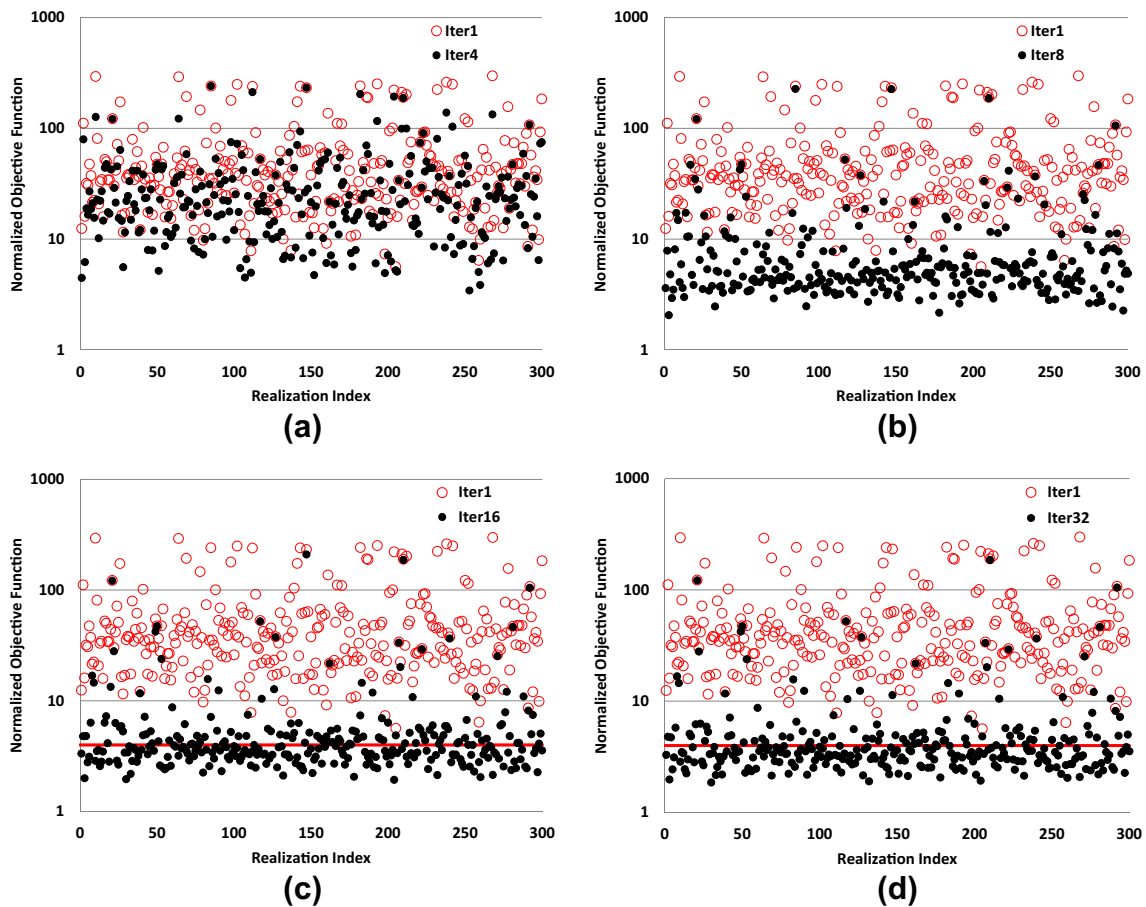 1000
100
10
1
Normalized Objective Function
Iter1
Iter4
0 50 100 150 200 250 300
Realization Index
(a)
1000
100
10
1
Normalized Objective Function
Iter1
Iter8
0 50 100 150 200 250 300
Realization Index
(b)
1000
100
10
1
Normalized Objective Function
Iter1
Iter16
0 50 100 150 200 250 300
Realization Index
(c)
1000
100
10
1
Normalized Objective Function
Iter1
Iter32
0 50 100 150 200 250 300
Realization Index
(d)